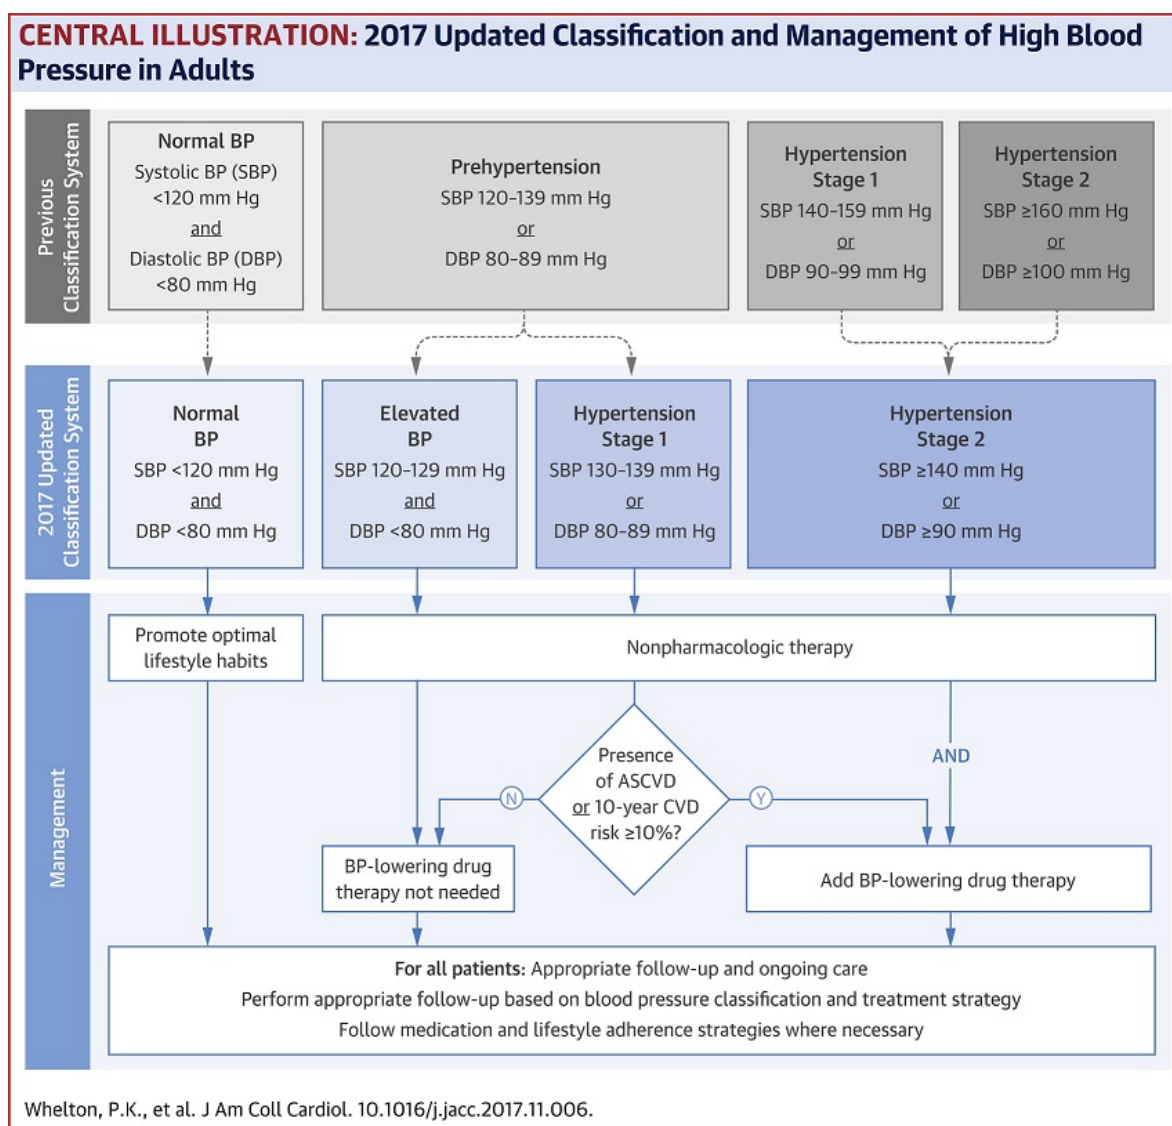 CENTRAL ILLUSTRATION: 2017 Updated Classification and Management of High Blood
Pressure in Adults
Previous
Classification System
Normal BP
Systolic BP (SBP)
<120 mm Hg
and
Diastolic BP (DBP)
<80 mm Hg
Prehypertension
SBP 120-139 mm Hg
or
DBP 80-89 mm Hg
Hypertension
Stage 1
SBP 140-159 mm Hg
or
DBP 90-99 mm Hg
Hypertension
Stage 2
SBP ≥160 mm Hg
or
DBP ≥100 mm Hg
2017 Updated
Classification System
Normal
BP
SBP <120 mm Hg
and
DBP <80 mm Hg
Elevated
BP
SBP 120-129 mm Hg
and
DBP <80 mm Hg
Hypertension
Stage 1
SBP 130-139 mm Hg
or
DBP 80-89 mm Hg
Hypertension
Stage 2
SBP ≥140 mm Hg
or
DBP ≥90 mm Hg
Management
Promote optimal
lifestyle habits
Nonpharmacologic therapy
Presence
of ASCVD
or 10-year CVD
risk ≥10%?
N
Y
AND
BP-lowering drug
therapy not needed
Add BP-lowering drug therapy
For all patients: Appropriate follow-up and ongoing care
Perform appropriate follow-up based on blood pressure classification and treatment strategy
Follow medication and lifestyle adherence strategies where necessary
Whelton, P.K., et al. J Am Coll Cardiol. 10.1016/j.jacc.2017.11.006.